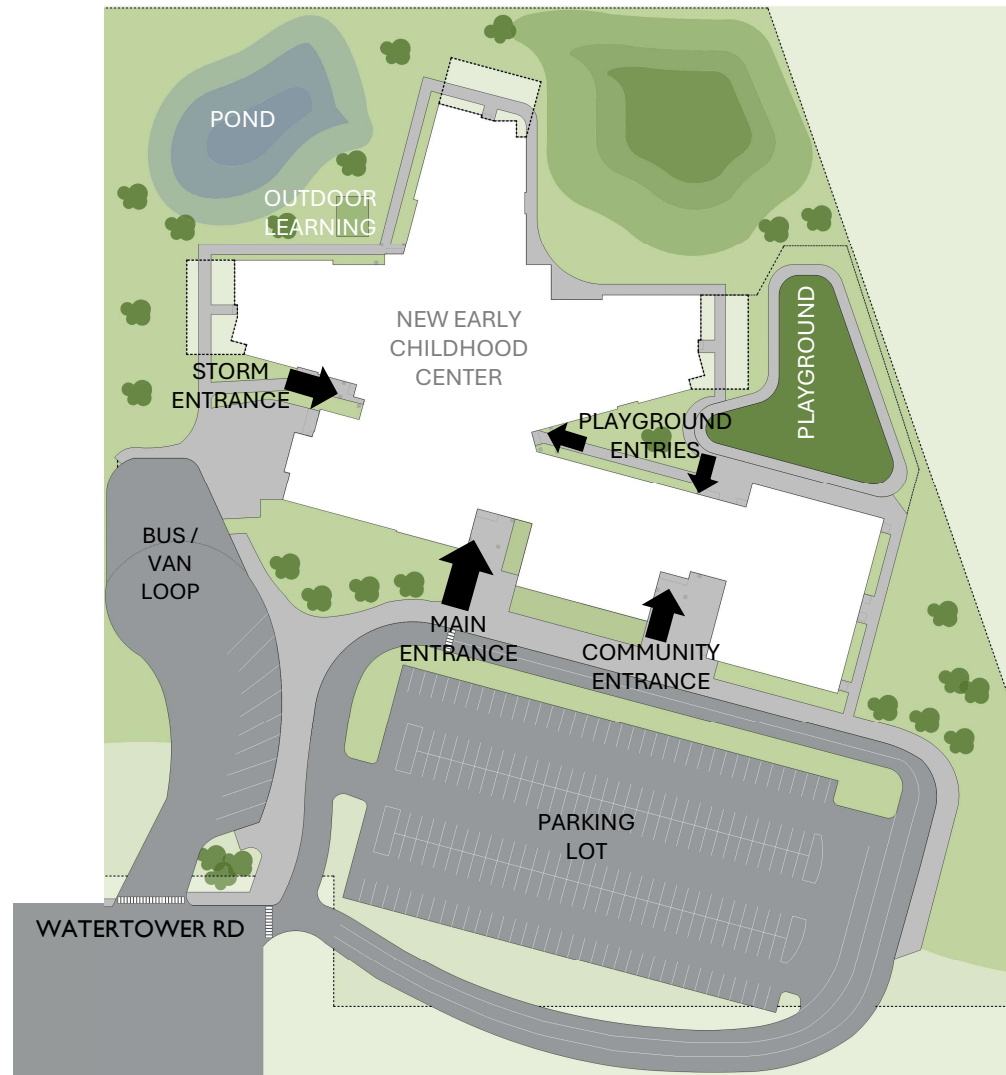 POND
OUTDOOR
LEARNING
NEW EARLY
CHILDHOOD
CENTER
PLAYGROUND
STORM
ENTRANCE
PLAYGROUND
ENTRIES
BUS /
VAN
LOOP
MAIN
ENTRANCE
COMMUNITY
ENTRANCE
PARKING
LOT
WATERTOWER RD